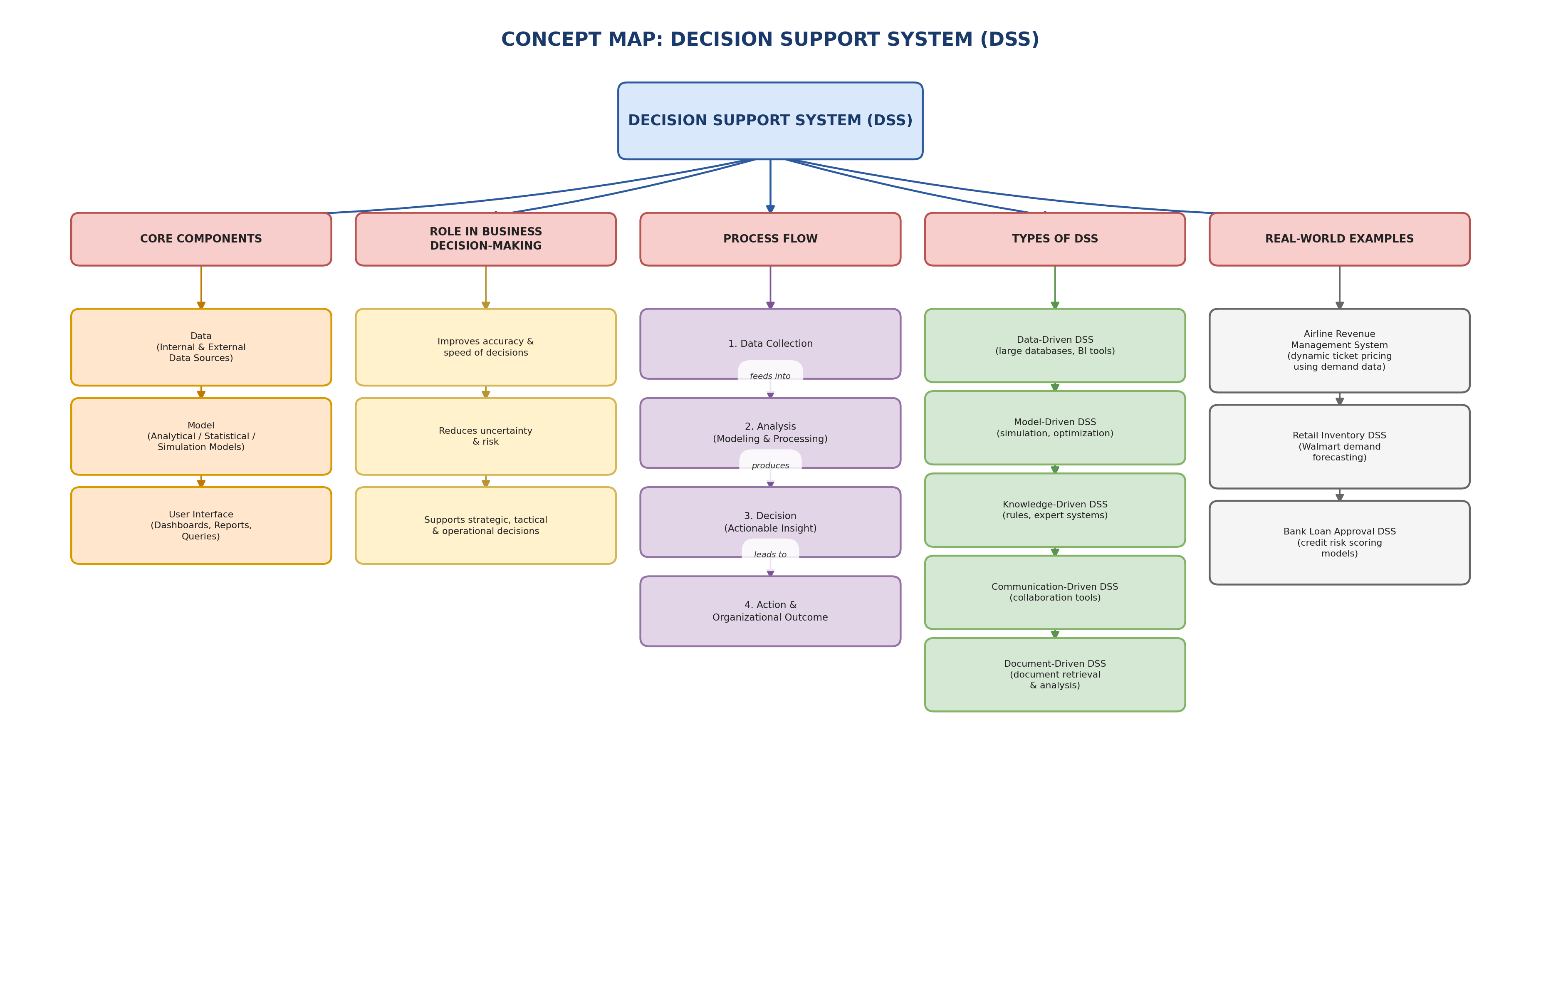 CONCEPT MAP: DECISION SUPPORT SYSTEM (DSS)
DECISION SUPPORT SYSTEM (DSS)
CORE COMPONENTS
Data
(Internal & External
Data Sources)
Model
(Analytical / Statistical /
Simulation Models)
User Interface
(Dashboards, Reports,
Queries)
ROLE IN BUSINESS
DECISION-MAKING
Improves accuracy &
speed of decisions
Reduces uncertainty
& risk
Supports strategic, tactical
& operational decisions
PROCESS FLOW
1. Data Collection
feeds into
2. Analysis
(Modeling & Processing)
produces
3. Decision
(Actionable Insight)
leads to
4. Action &
Organizational Outcome
TYPES OF DSS
Data-Driven DSS
(large databases, BI tools)
Model-Driven DSS
(simulation, optimization)
Knowledge-Driven DSS
(rules, expert systems)
Communication-Driven DSS
(collaboration tools)
Document-Driven DSS
(document retrieval
& analysis)
REAL-WORLD EXAMPLES
Airline Revenue
Management System
(dynamic ticket pricing
using demand data)
Retail Inventory DSS
(Walmart demand
forecasting)
Bank Loan Approval DSS
(credit risk scoring
models)